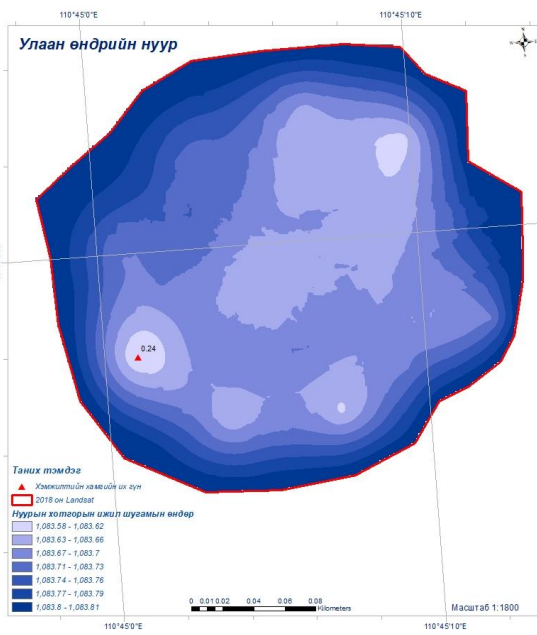 110°45'0"E
110°45'10"E
Улаан өндрийн нуур
0.24
Таних тэмдэг
Хэмжилтийн хамгийн их гүн
2018 он Landsat
Нуурын хотгорын ижил шугамын өндөр
1,083.58 - 1,083.62
1,083.63 - 1,083.66
1,083.67 - 1,083.7
1,083.71 - 1,083.73
1,083.74 - 1,083.76
1,083.77 - 1,083.79
1,083.8 - 1,083.81
0 0.01 0.02 0.04 0.06 0.08
Kilometers
Масштаб 1:1800
110°45'0"E
110°45'10"E